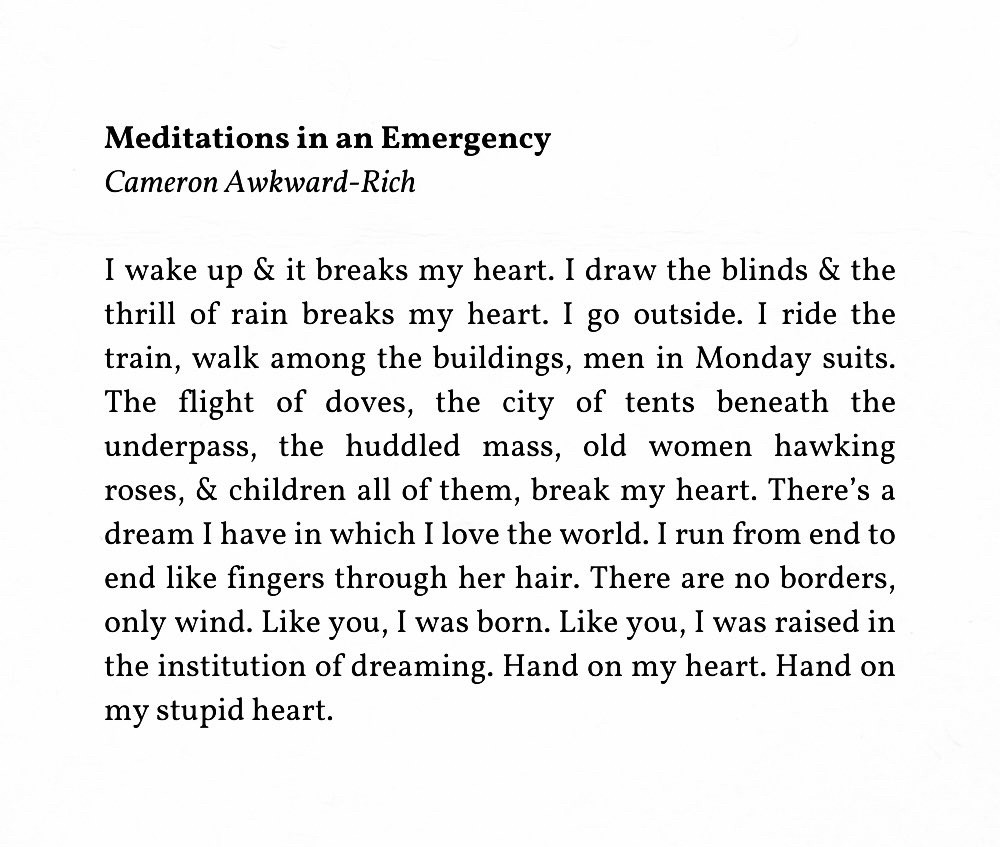 Meditations in an Emergency
Cameron Awkward-Rich
I wake up & it breaks my heart. I draw the blinds & the
thrill of rain breaks my heart. I go outside. I ride the
train, walk among the buildings, men in Monday suits.
The flight of doves, the city of tents beneath the
underpass, the huddled mass, old women hawking
roses, & children all of them, break my heart. There’s a
dream I have in which I love the world. I run from end to
end like fingers through her hair. There are no borders,
only wind. Like you, I was born. Like you, I was raised in
the institution of dreaming. Hand on my heart. Hand on
my stupid heart.